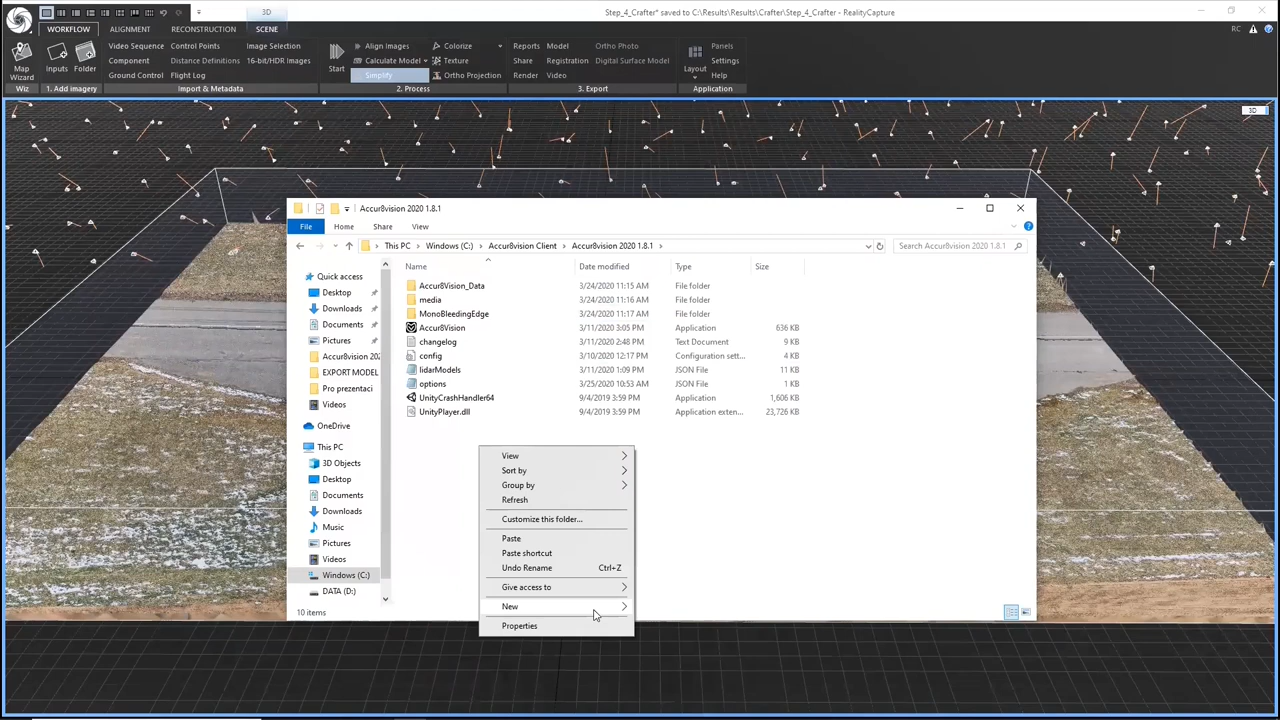 Step_4_Crafter* saved to C:\Results\Results\Crafter\Step_4_Crafter - RealityCapture
3D
WORKFLOW ALIGNMENT RECONSTRUCTION SCENE
RC
Map Wizard
Inputs
Folder
Video Sequence
Component
Ground Control
Control Points
Distance Definitions
Flight Log
Image Selection
16-bit/HDR Images
Start
Align Images
Calculate Model
Simplify
Colorize
Texture
Ortho Projection
Reports
Share
Render
Model
Registration
Video
Ortho Photo
Digital Surface Model
Layout
Panels
Settings
Help
Wiz 1. Add imagery Import & Metadata 2. Process 3. Export Application
3D
Accur8vision 2020 1.8.1
File Home Share View
This PC Windows (C:) Accur8vision Client Accur8vision 2020 1.8.1
Search Accur8vision 2020 1.8.1
Quick access
Desktop
Downloads
Documents
Pictures
Accur8vision 202
EXPORT MODEL
Pro prezentaci
Videos
OneDrive
This PC
3D Objects
Desktop
Documents
Downloads
Music
Pictures
Videos
Windows (C:)
DATA (D:)
Name Date modified Type Size
Accur8Vision_Data 3/24/2020 11:15 AM File folder
media 3/24/2020 11:16 AM File folder
MonoBleedingEdge 3/24/2020 11:17 AM File folder
Accur8Vision 3/11/2020 3:05 PM Application 636 KB
changelog 3/11/2020 2:48 PM Text Document 9 KB
config 3/10/2020 12:17 PM Configuration sett... 4 KB
lidarModels 3/11/2020 1:09 PM JSON File 11 KB
options 3/25/2020 10:53 AM JSON File 1 KB
UnityCrashHandler64 9/4/2019 3:59 PM Application 1,606 KB
UnityPlayer.dll 9/4/2019 3:59 PM Application exten... 23,726 KB
View
Sort by
Group by
Refresh
Customize this folder...
Paste
Paste shortcut
Undo Rename Ctrl+Z
Give access to
New
Properties
10 items